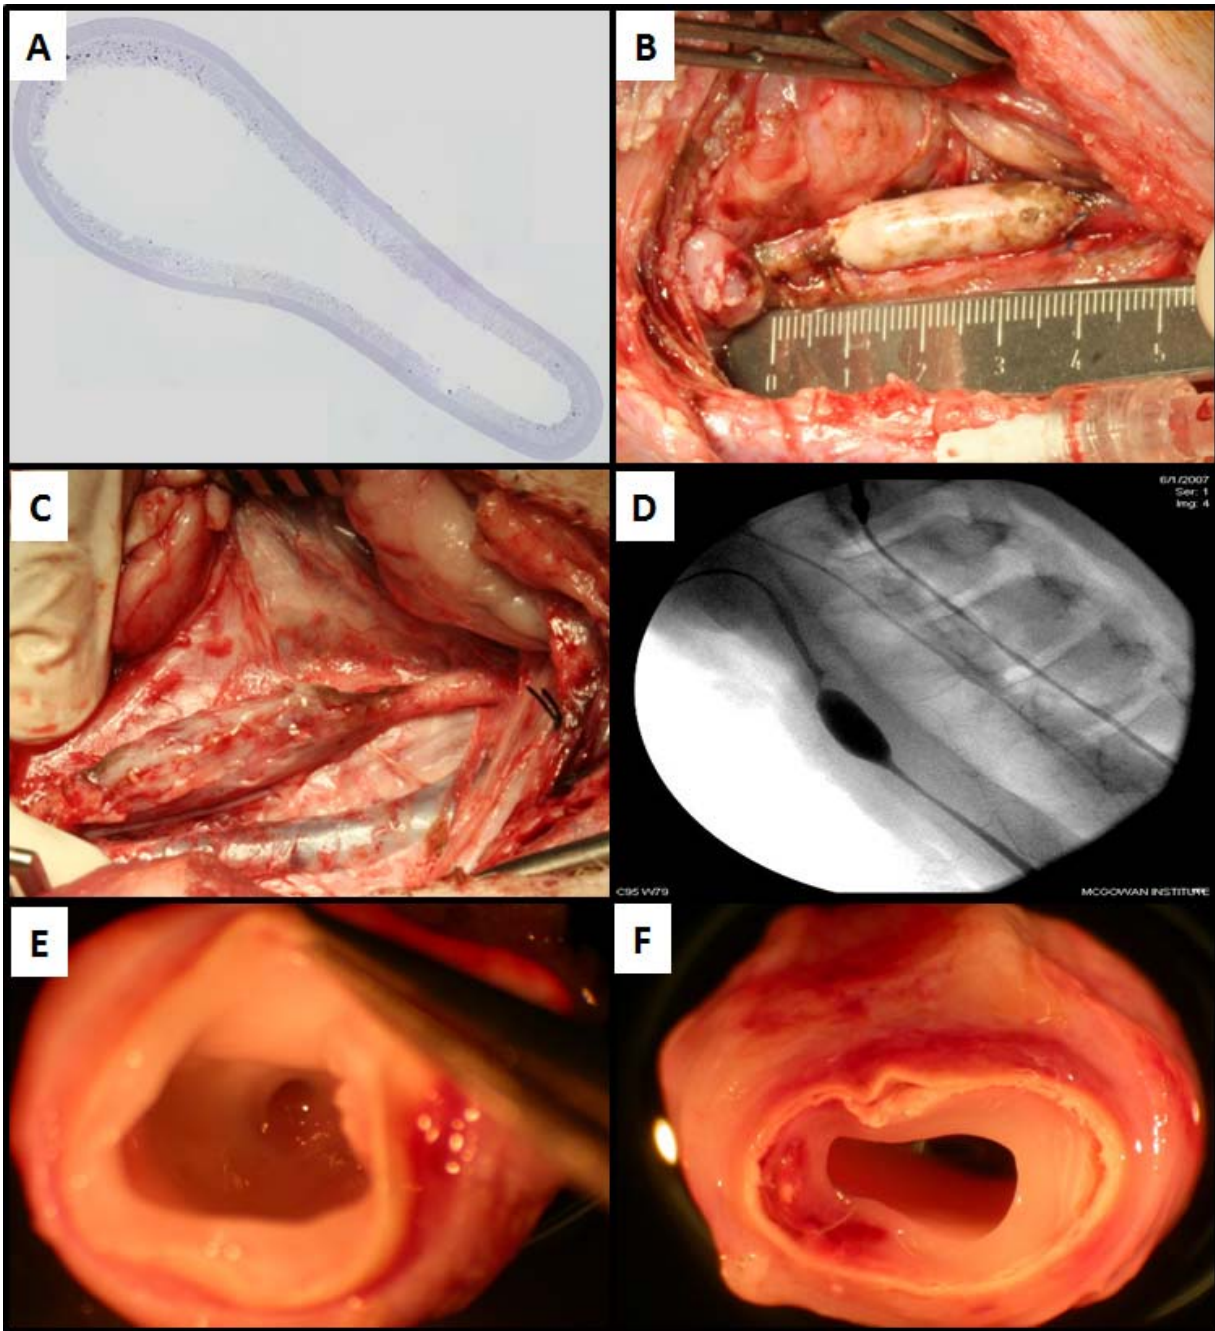 A
B
0 1 2 3 4 5
C
D
6/1/2007
Ser: 1
Img: 4
C95 W79
MCGOWAN INSTITUTE
E
F